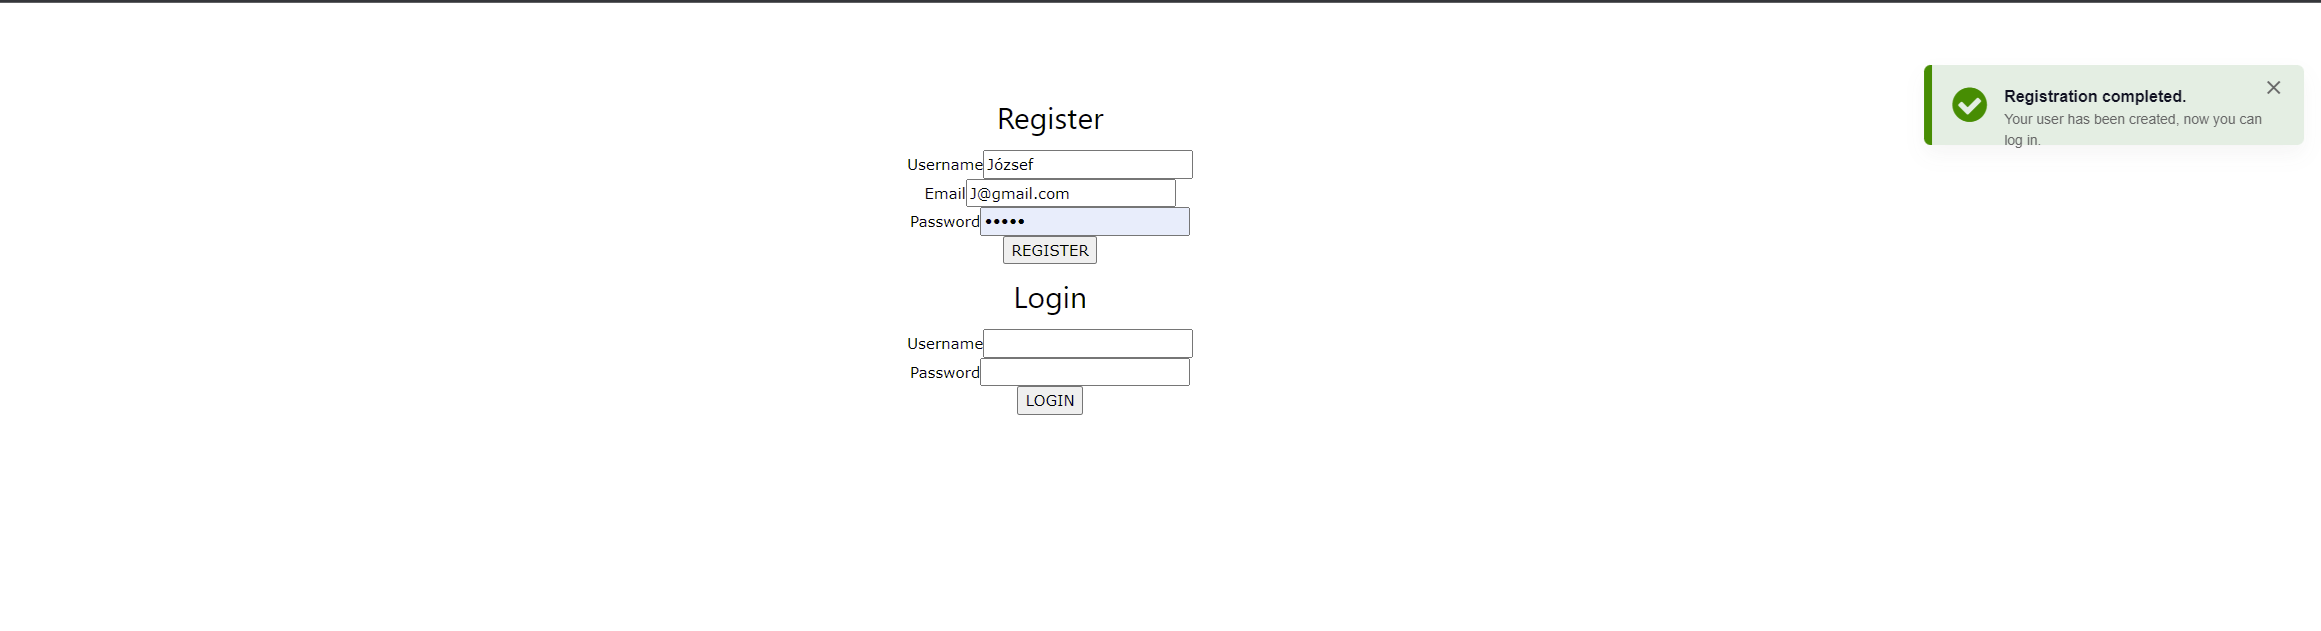 Register
Username József
Email J@gmail.com
Password •••••
REGISTER
Login
Username
Password
LOGIN
Registration completed.
Your user has been created, now you can
log in.